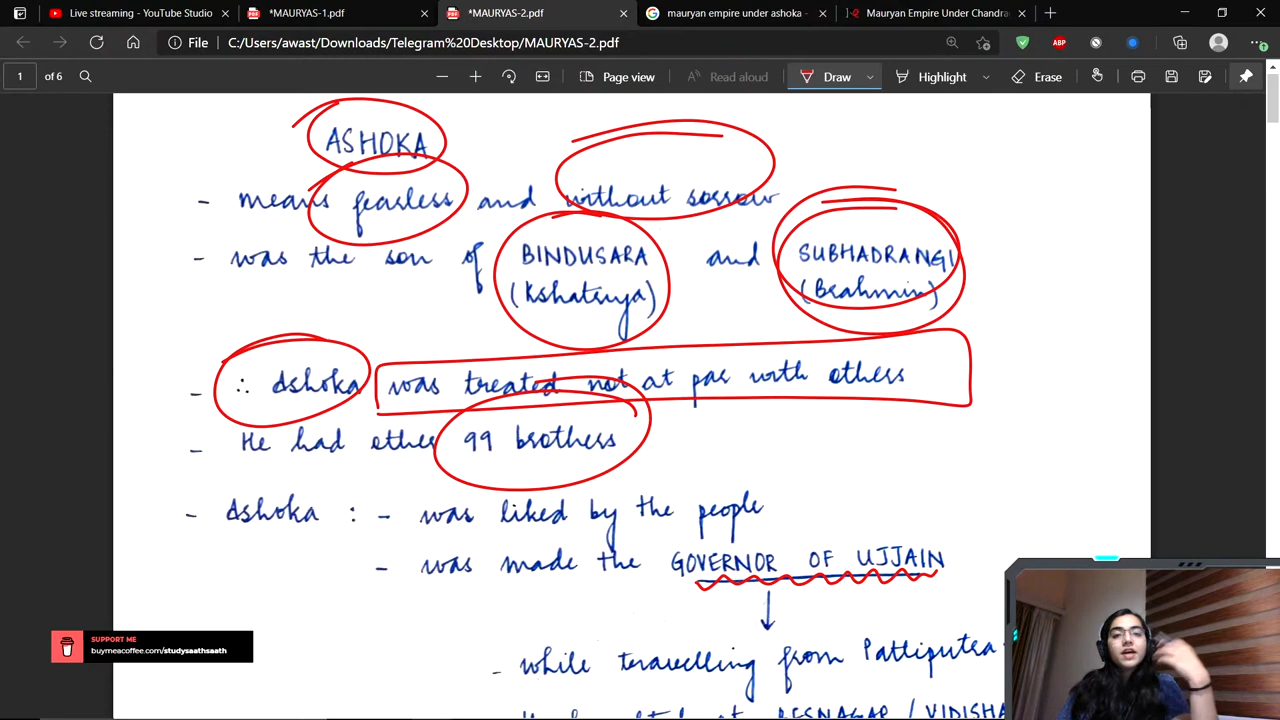 Live streaming - YouTube Studio
*MAURYAS-1.pdf
*MAURYAS-2.pdf
mauryan empire under ashoka -
Mauryan Empire Under Chandra
File C:/Users/awast/Downloads/Telegram%20Desktop/MAURYAS-2.pdf
ABP
1 of 6
Page view
Read aloud
Draw
Highlight
Erase
ASHOKA
- means fearless and without sorrow
- was the son of BINDUSARA and SUBHADRANGI
(Kshatriya) (Brahmin)
- ∴ Ashoka was treated not at par with others
- He had other 99 brothers
- Ashoka : - was liked by the people
- was made the GOVERNOR OF UJJAIN
- while travelling from Patliputra
SUPPORT ME
buymeacoffee.com/studysaathsaath